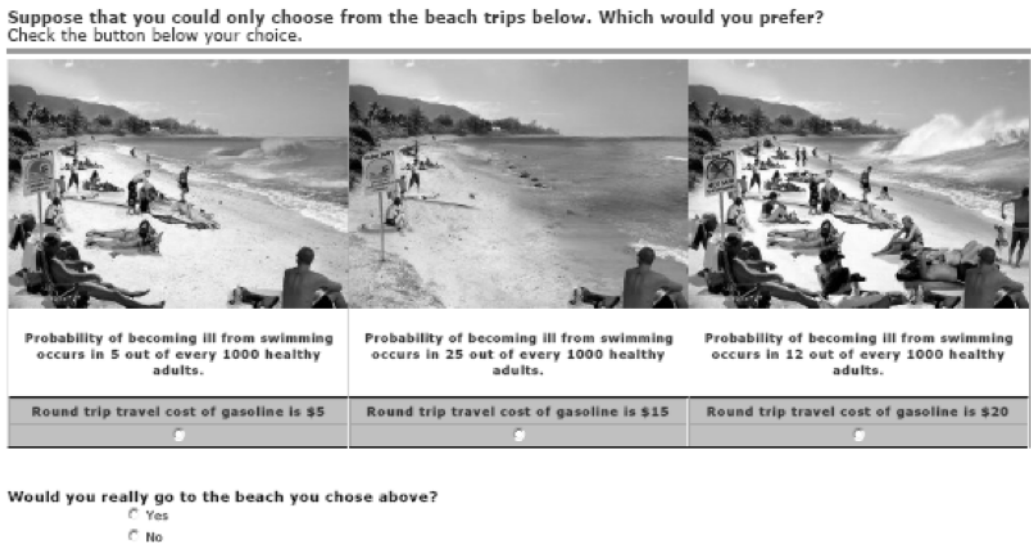 Suppose that you could only choose from the beach trips below. Which would you prefer?
Check the button below your choice.
Probability of becoming ill from swimming
occurs in 5 out of every 1000 healthy
adults.
Probability of becoming ill from swimming
occurs in 25 out of every 1000 healthy
adults.
Probability of becoming ill from swimming
occurs in 12 out of every 1000 healthy
adults.
Round trip travel cost of gasoline is $5
Round trip travel cost of gasoline is $15
Round trip travel cost of gasoline is $20
Would you really go to the beach you chose above?
Yes
No